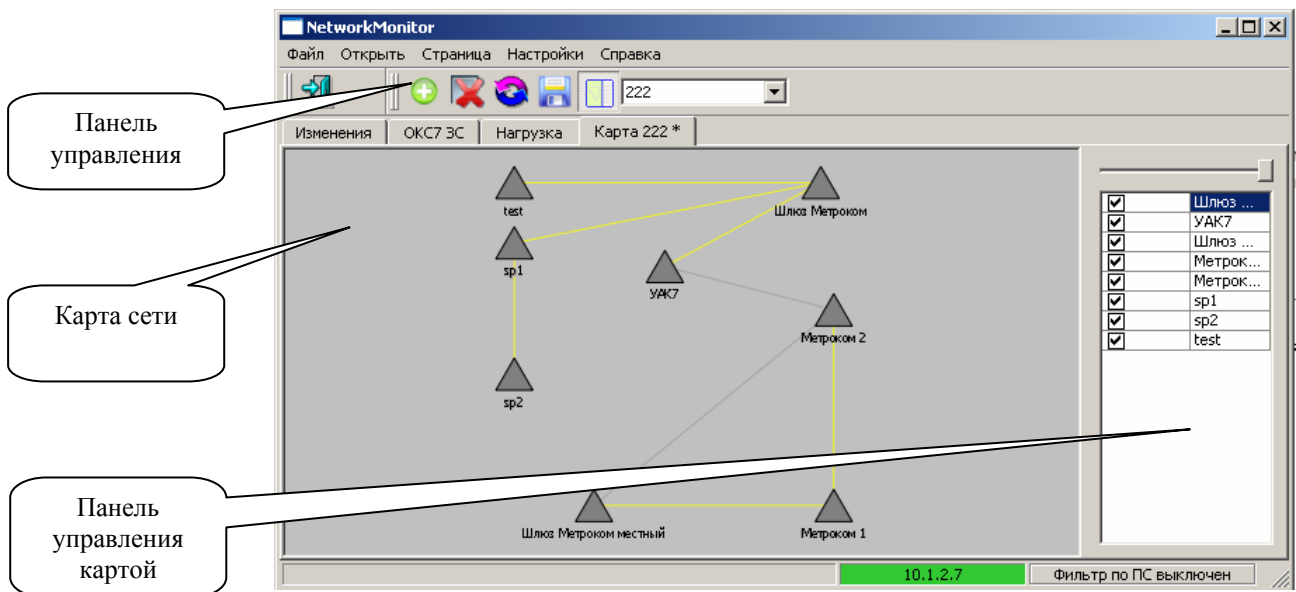 NetworkMonitor
Файл Открыть Страница Настройки Справка
222
Изменения ОКС7 ЗС Нагрузка Карта 222 *
Панель
управления
Карта сети
Панель
управления
картой
test
Шлюз Метроком
sp1
УАК7
Метроком 2
sp2
Шлюз Метроком местный
Метроком 1
Шлюз ...
УАК7
Шлюз ...
Метрок...
Метрок...
sp1
sp2
test
10.1.2.7
Фильтр по ПС выключен